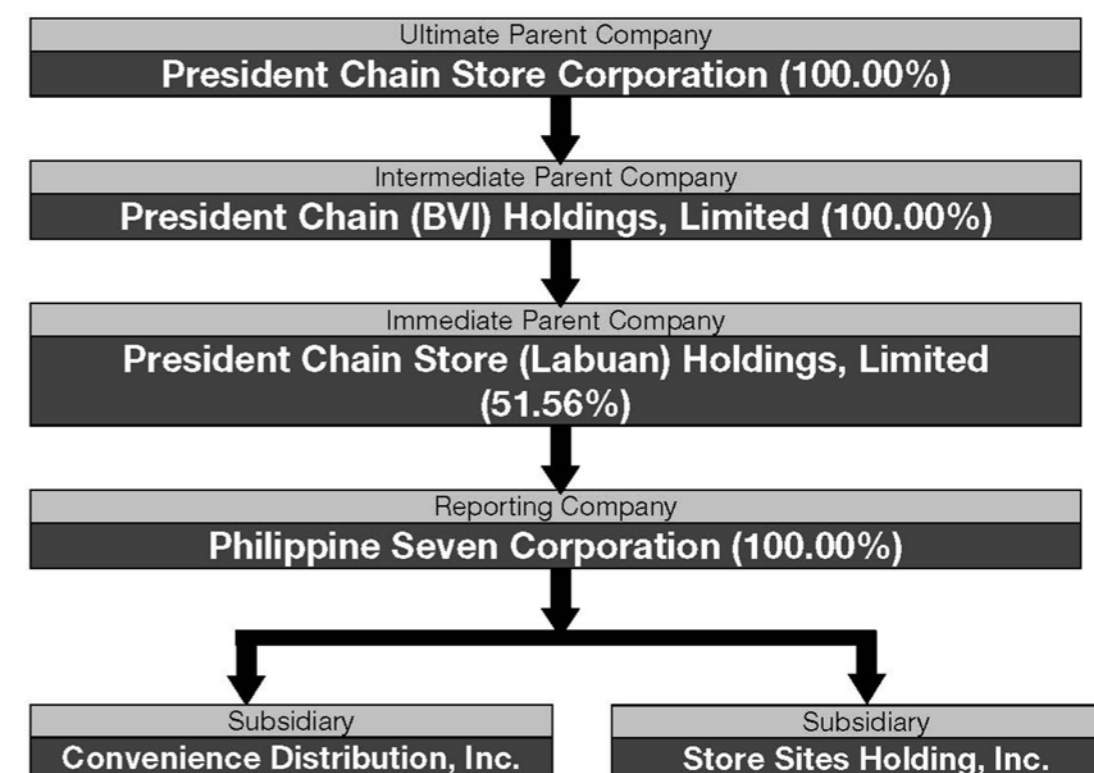 Ultimate Parent Company
President Chain Store Corporation (100.00%)
Intermediate Parent Company
President Chain (BVI) Holdings, Limited (100.00%)
Immediate Parent Company
President Chain Store (Labuan) Holdings, Limited
(51.56%)
Reporting Company
Philippine Seven Corporation (100.00%)
Subsidiary
Convenience Distribution, Inc.
Subsidiary
Store Sites Holding, Inc.